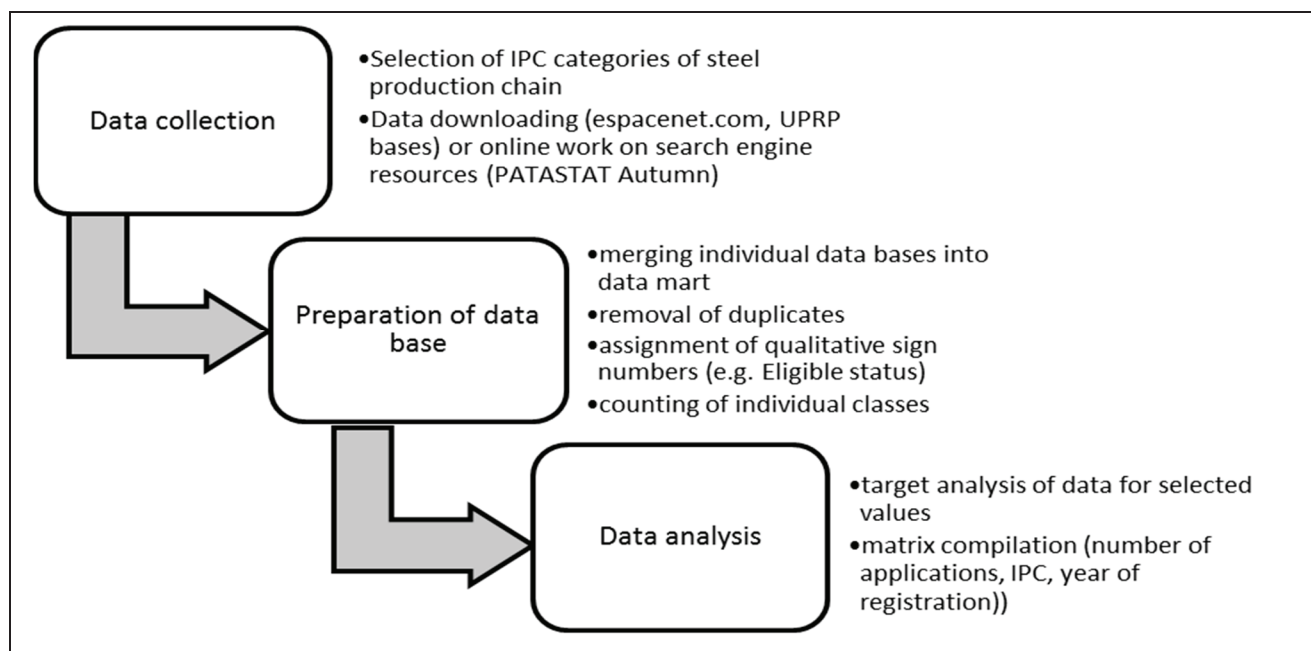 Data collection
•Selection of IPC categories of steel
production chain
•Data downloading (espacenet.com, UPRP
bases) or online work on search engine
resources (PATASTAT Autumn)
Preparation of data
base
•merging individual data bases into
data mart
•removal of duplicates
•assignment of qualitative sign
numbers (e.g. Eligible status)
•counting of individual classes
Data analysis
•target analysis of data for selected
values
•matrix compilation (number of
applications, IPC, year of
registration))